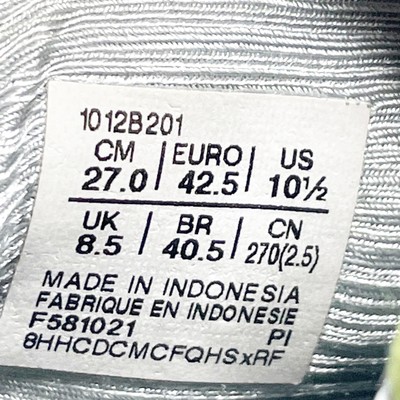 1012B201
CM | EURO | US
27.0 | 42.5 | 10½
UK | BR | CN
8.5 | 40.5 | 270(2.5)
MADE IN INDONESIA
FABRIQUE EN INDONESIE
F581021 PI
8HHCDCMCFQHSxRF